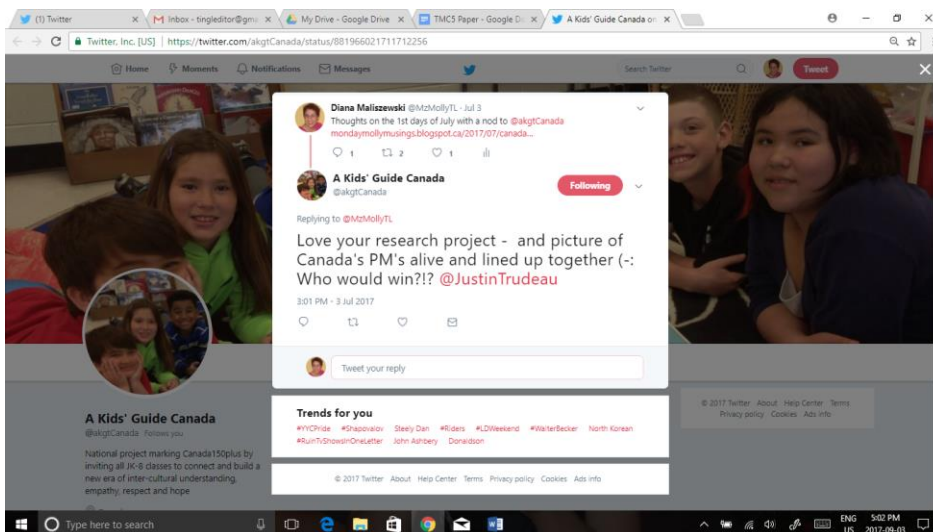 (1) Twitter
Inbox - tingleditor@gma
My Drive - Google Drive
TMC5 Paper - Google Do
A Kids' Guide Canada on
Twitter, Inc. [US] | https://twitter.com/akgtCanada/status/881966021711712256
Home Moments Notifications Messages
Search Twitter
Tweet
Diana Maliszewski @MzMollyTL · Jul 3
Thoughts on the 1st days of July with a nod to @akgtCanada
mondaymollymusings.blogspot.ca/2017/07/canada...
1 2 1
A Kids' Guide Canada
@akgtCanada
Following
Replying to @MzMollyTL
Love your research project - and picture of
Canada's PM's alive and lined up together (-:
Who would win?!? @JustinTrudeau
3:01 PM - 3 Jul 2017
Tweet your reply
Trends for you
#YYCPride #Shapovalov Steely Dan #Riders #LDWeekend #WalterBecker North Korean
#RuinTvShowsInOneLetter John Ashbery Donaldson
© 2017 Twitter About Help Center Terms Privacy policy Cookies Ads info
A Kids' Guide Canada
@akgtCanada Follows you
National project marking Canada150plus by
inviting all JK-8 classes to connect and build a
new era of inter-cultural understanding,
empathy, respect and hope
© 2017 Twitter About Help Center Terms
Privacy policy Cookies Ads info
Type here to search
ENG
US
5:02 PM
2017-09-03